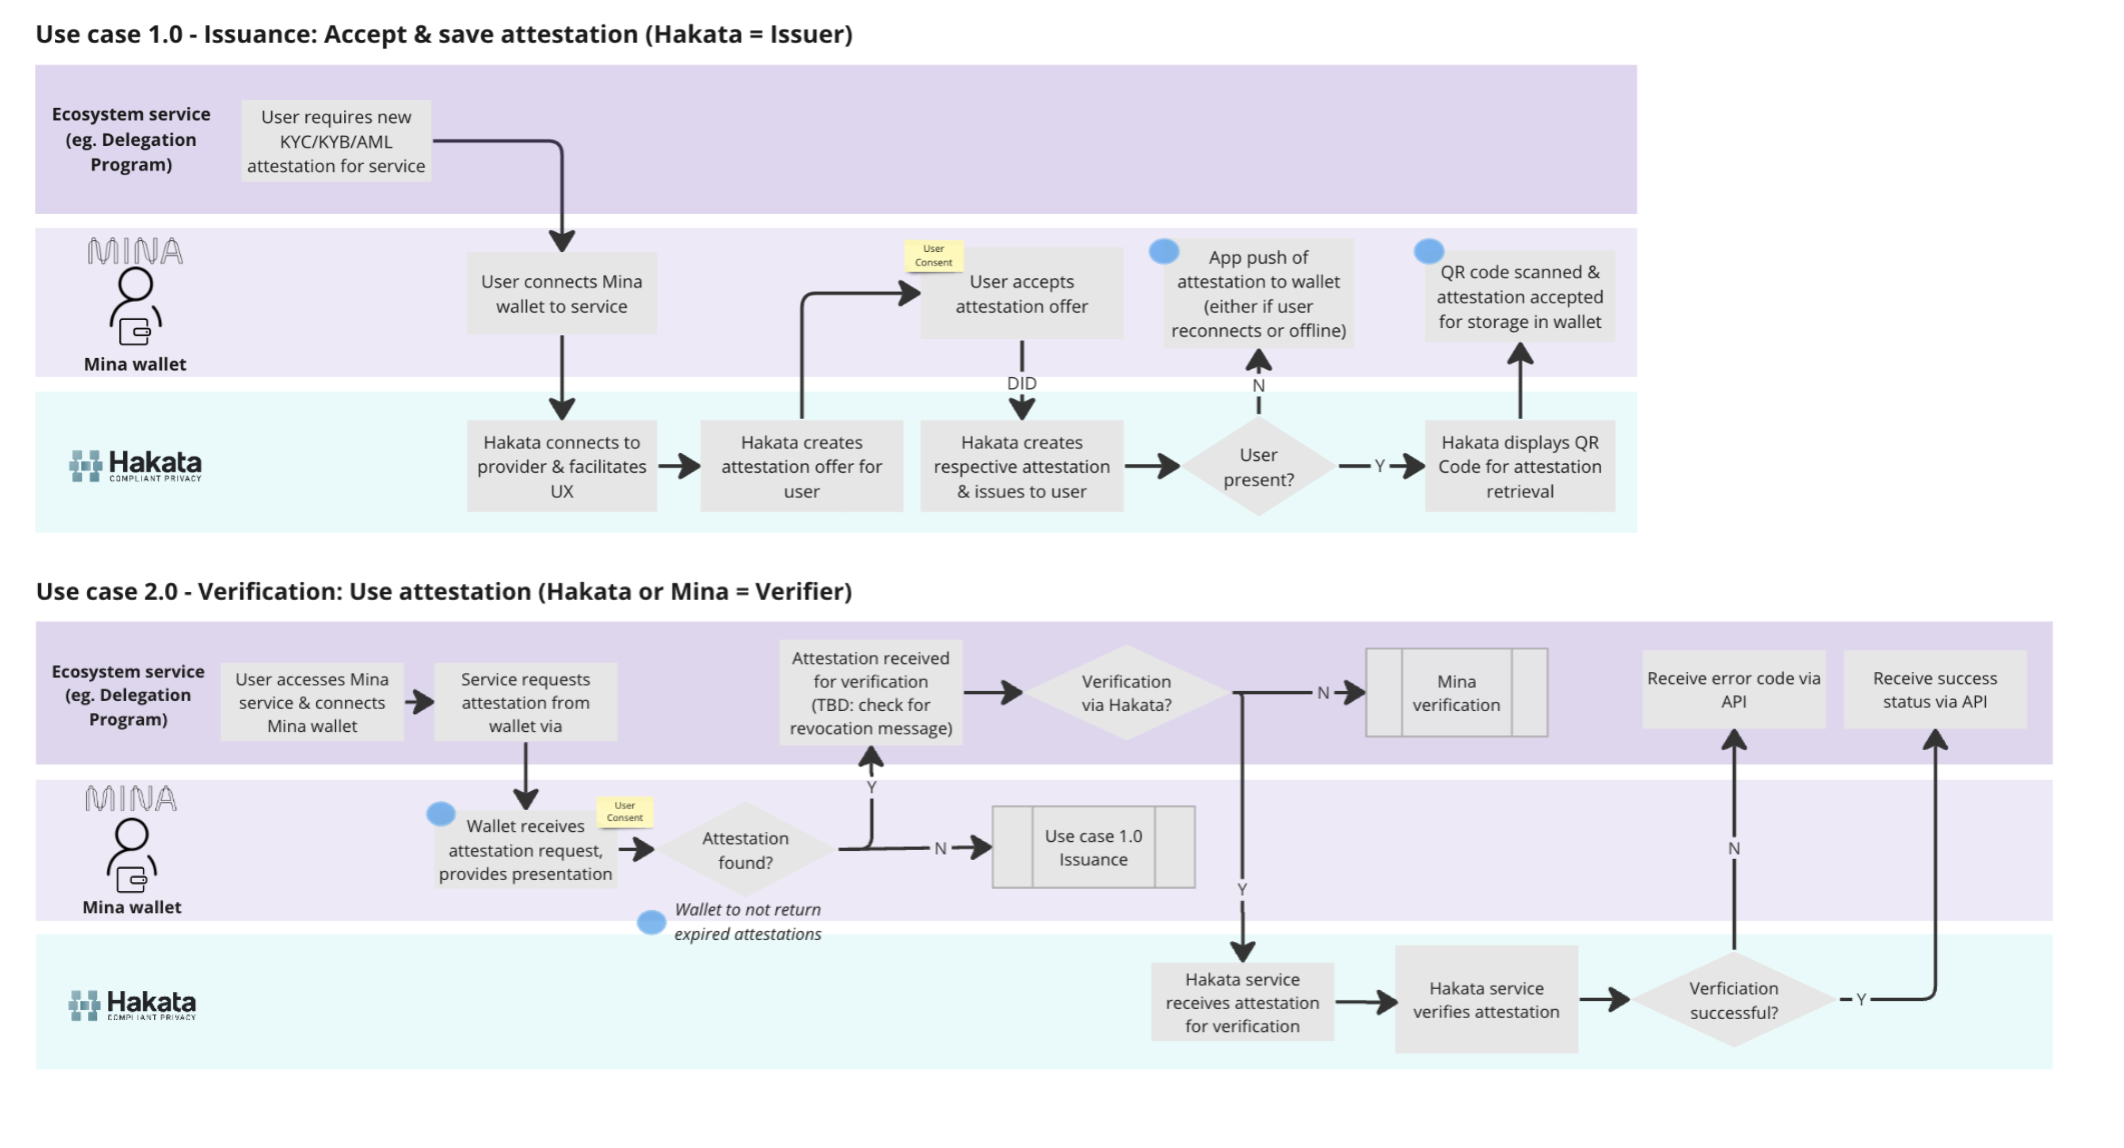 Use case 1.0 - Issuance: Accept & save attestation (Hakata = Issuer)
Ecosystem service
(eg. Delegation
Program)
User requires new
KYC/KYB/AML
attestation for service
MINA
Mina wallet
User connects Mina
wallet to service
User
Consent
User accepts
attestation offer
DID
App push of
attestation to wallet
(either if user
reconnects or offline)
N
QR code scanned &
attestation accepted
for storage in wallet
Hakata
COMPLIANT PRIVACY
Hakata connects to
provider & facilitates
UX
Hakata creates
attestation offer for
user
Hakata creates
respective attestation
& issues to user
User
present?
Y
Hakata displays QR
Code for attestation
retrieval
Use case 2.0 - Verification: Use attestation (Hakata or Mina = Verifier)
Ecosystem service
(eg. Delegation
Program)
User accesses Mina
service & connects
Mina wallet
Service requests
attestation from
wallet via
Attestation received
for verification
(TBD: check for
revocation message)
Verification
via Hakata?
N
Mina
verification
Receive error code via
API
Receive success
status via API
MINA
Mina wallet
Wallet receives
attestation request,
provides presentation
User
Consent
Attestation
found?
Y
N
Use case 1.0
Issuance
Y
N
Wallet to not return
expired attestations
Hakata
COMPLIANT PRIVACY
Hakata service
receives attestation
for verification
Hakata service
verifies attestation
Verficiation
successful?
Y